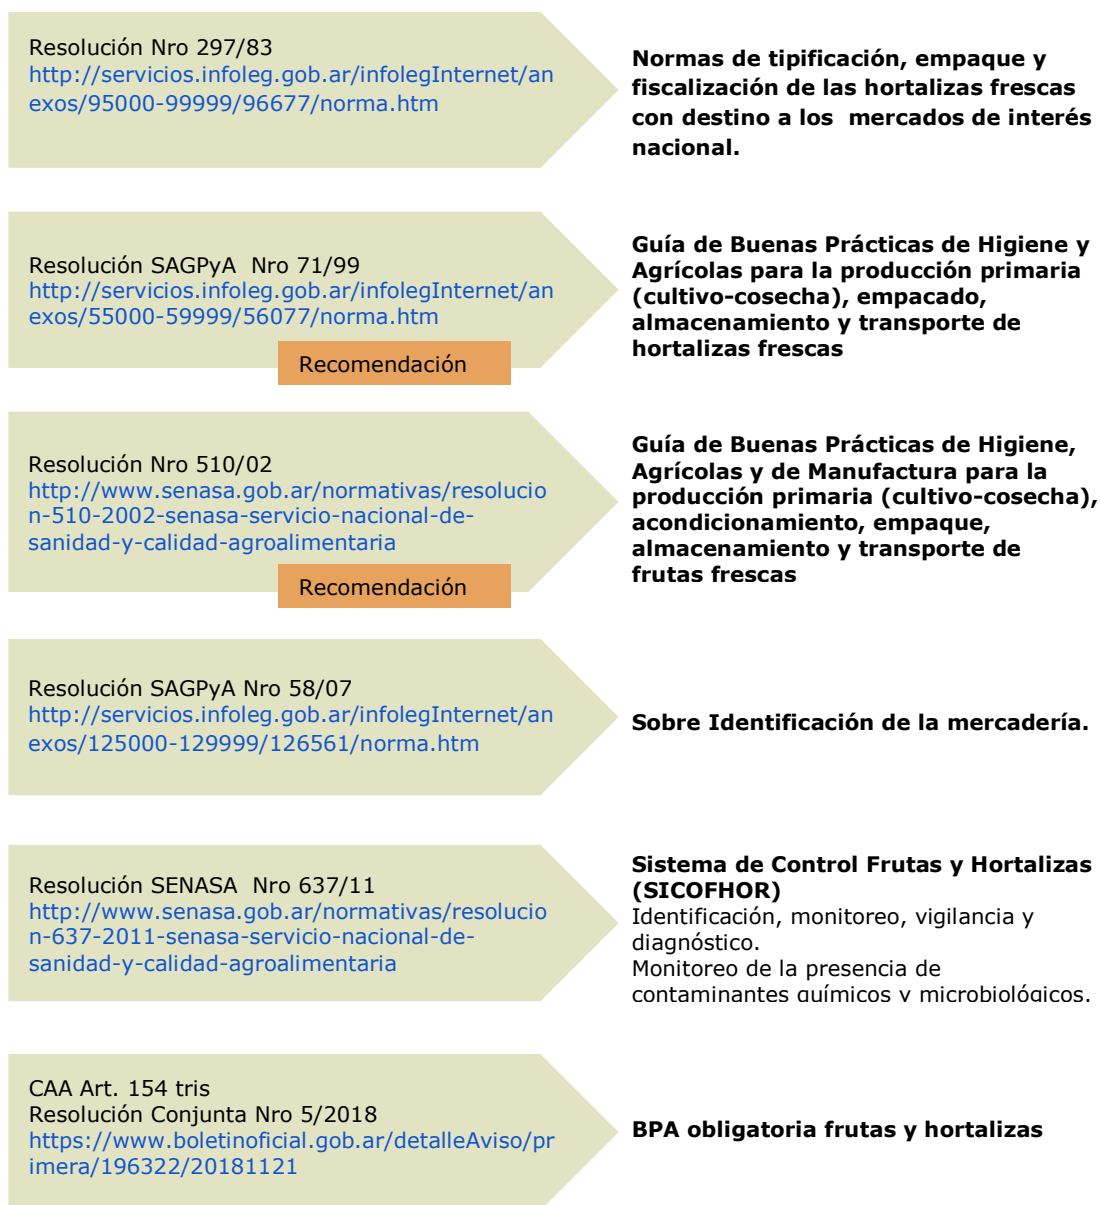 Resolución Nro 297/83
http://servicios.infoleg.gob.ar/infolegInternet/an
exos/95000-99999/96677/norma.htm
Normas de tipificación, empaque y
fiscalización de las hortalizas frescas
con destino a los mercados de interés
nacional.
Resolución SAGPyA Nro 71/99
http://servicios.infoleg.gob.ar/infolegInternet/an
exos/55000-59999/56077/norma.htm
Recomendación
Guía de Buenas Prácticas de Higiene y
Agrícolas para la producción primaria
(cultivo-cosecha), empacado,
almacenamiento y transporte de
hortalizas frescas
Resolución Nro 510/02
http://www.senasa.gob.ar/normativas/resolucio
n-510-2002-senasa-servicio-nacional-de-
sanidad-y-calidad-agroalimentaria
Recomendación
Guía de Buenas Prácticas de Higiene,
Agrícolas y de Manufactura para la
producción primaria (cultivo-cosecha),
acondicionamiento, empaque,
almacenamiento y transporte de
frutas frescas
Resolución SAGPyA Nro 58/07
http://servicios.infoleg.gob.ar/infolegInternet/an
exos/125000-129999/126561/norma.htm
Sobre Identificación de la mercadería.
Resolución SENASA Nro 637/11
http://www.senasa.gob.ar/normativas/resolucio
n-637-2011-senasa-servicio-nacional-de-
sanidad-y-calidad-agroalimentaria
Sistema de Control Frutas y Hortalizas
(SICOFHOR)
Identificación, monitoreo, vigilancia y
diagnóstico.
Monitoreo de la presencia de
contaminantes químicos y microbiológicos.
CAA Art. 154 tris
Resolución Conjunta Nro 5/2018
https://www.boletinoficial.gob.ar/detalleAviso/pr
imera/196322/20181121
BPA obligatoria frutas y hortalizas